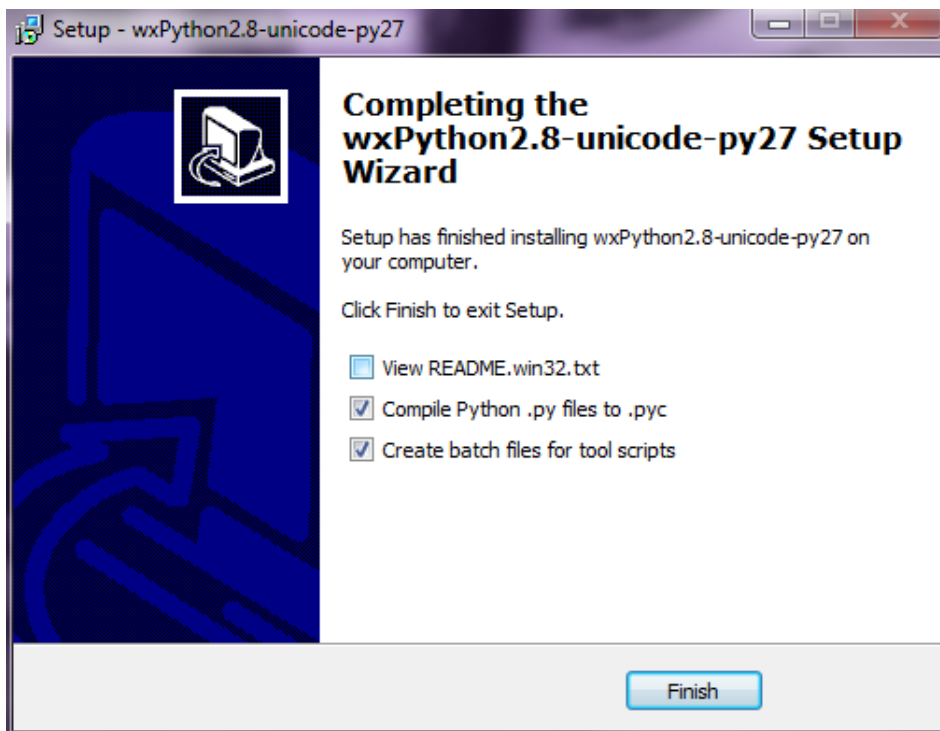 Setup - wxPython2.8-unicode-py27
Completing the
wxPython2.8-unicode-py27 Setup
Wizard
Setup has finished installing wxPython2.8-unicode-py27 on
your computer.
Click Finish to exit Setup.
View README.win32.txt
Compile Python .py files to .pyc
Create batch files for tool scripts
Finish